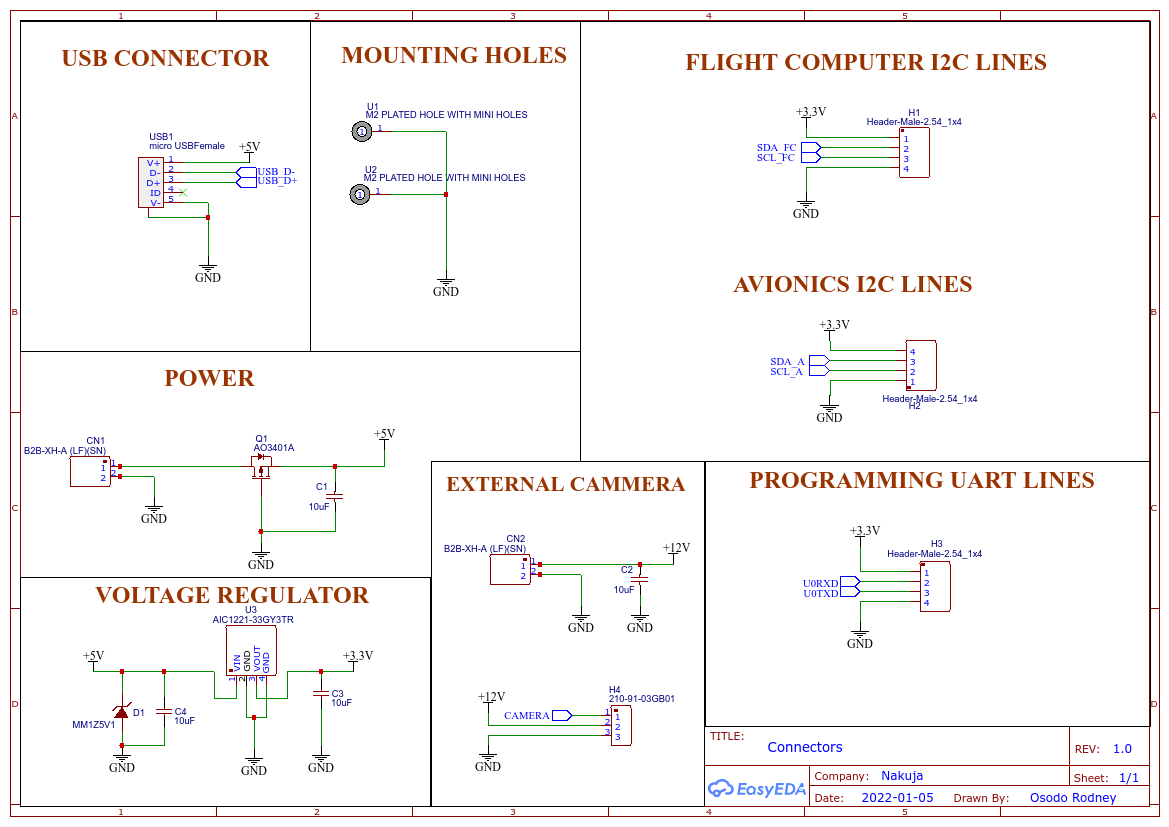 1 2 3 4 5
A B C D
A B C D
USB CONNECTOR
USB1
micro USBFemale
+5V
V+ 1
D- 2
D+ 3
ID 4
V- 5
USB_D-
USB_D+
GND
MOUNTING HOLES
U1
M2 PLATED HOLE WITH MINI HOLES
1 1
U2
M2 PLATED HOLE WITH MINI HOLES
1 1
GND
FLIGHT COMPUTER I2C LINES
+3.3V
H1
Header-Male-2.54_1x4
1
SDA_FC 2
SCL_FC 3
4
GND
AVIONICS I2C LINES
+3.3V
4
SDA_A 3
SCL_A 2
1
Header-Male-2.54_1x4
H2
GND
POWER
CN1
B2B-XH-A (LF)(SN)
1 1
2 2
GND
Q1
AO3401A
+5V
C1
10uF
GND
EXTERNAL CAMMERA
CN2
B2B-XH-A (LF)(SN)
1 1
2 2
+12V
C2
10uF
GND
GND
+12V
H4
210-91-03GB01
CAMERA 1 1
2 2
3 3
GND
PROGRAMMING UART LINES
+3.3V
H3
Header-Male-2.54_1x4
1
U0RXD 2
U0TXD 3
4
GND
VOLTAGE REGULATOR
U3
AIC1221-33GY3TR
VIN GND VOUT GND
1 2 3 4
+5V
+3.3V
D1
MM1Z5V1
C4
10uF
C3
10uF
GND
GND
GND
TITLE:
Connectors
REV: 1.0
EasyEDA
Company: Nakuja
Sheet: 1/1
Date: 2022-01-05 Drawn By: Osodo Rodney
1 2 3 4 5